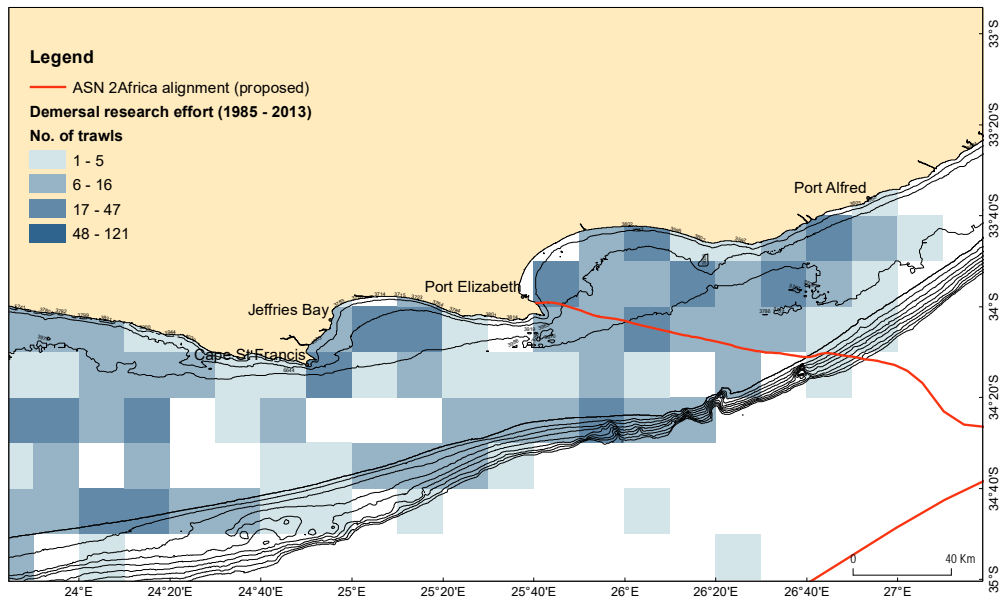 Legend
ASN 2Africa alignment (proposed)
Demersal research effort (1985 - 2013)
No. of trawls
1 - 5
6 - 16
17 - 47
48 - 121
Port Alfred
Port Elizabeth
Jeffries Bay
Cape St Francis
33°S
33°20'S
33°40'S
34°S
34°20'S
34°40'S
35°S
0 40 Km
24°E 24°20'E 24°40'E 25°E 25°20'E 25°40'E 26°E 26°20'E 26°40'E 27°E